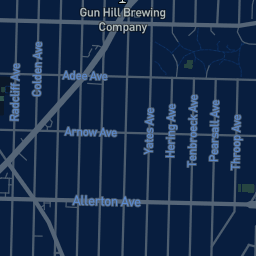 Gun Hill Brewing
Company
Adee Ave
Radcliff Ave
Colden Ave
Arnow Ave
Yates Ave
Hering Ave
Tenbroeck Ave
Pearsall Ave
Throop Ave
Allerton Ave